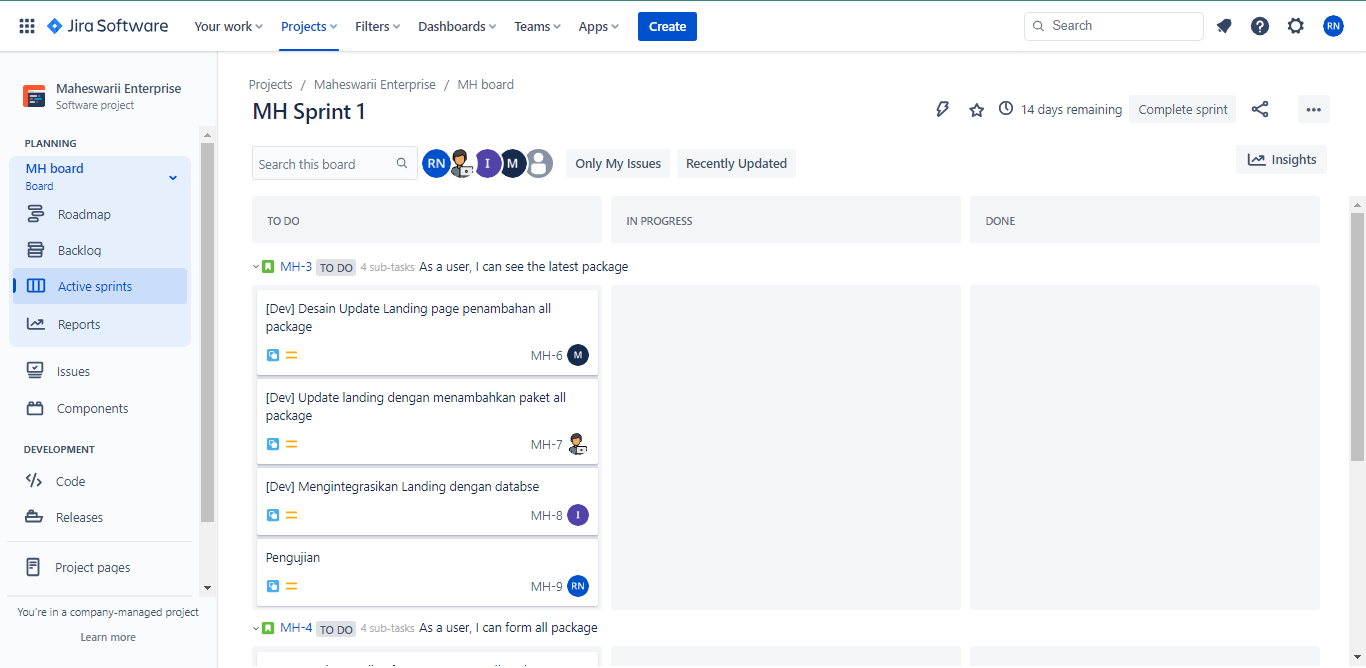 Jira Software Your work Projects Filters Dashboards Teams Apps Create Search RN
Maheswarii Enterprise
Software project
PLANNING
MH board
Board
Roadmap
Backlog
Active sprints
Reports
Issues
Components
DEVELOPMENT
Code
Releases
Project pages
You're in a company-managed project
Learn more
Projects / Maheswarii Enterprise / MH board
MH Sprint 1
14 days remaining Complete sprint
Search this board RN I M Only My Issues Recently Updated Insights
TO DO IN PROGRESS DONE
MH-3 TO DO 4 sub-tasks As a user, I can see the latest package
[Dev] Desain Update Landing page penambahan all
package
MH-6 M
[Dev] Update landing dengan menambahkan paket all
package
MH-7
[Dev] Mengintegrasikan Landing dengan databse
MH-8 I
Pengujian
MH-9 RN
MH-4 TO DO 4 sub-tasks As a user, I can form all package